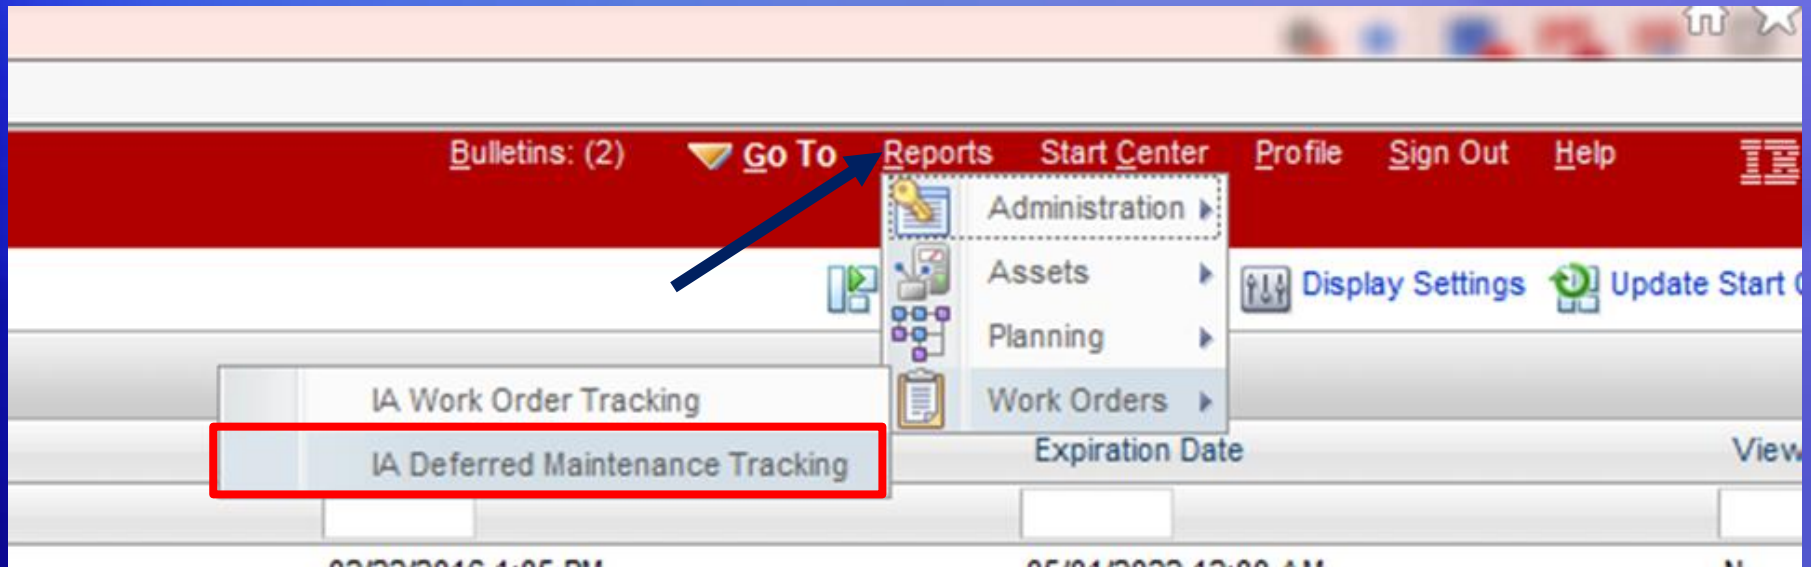 Bulletins: (2) Go To Reports Start Center Profile Sign Out Help IB
Administration
Assets
Display Settings Update Start
Planning
IA Work Order Tracking
Work Orders
IA Deferred Maintenance Tracking
Expiration Date
View